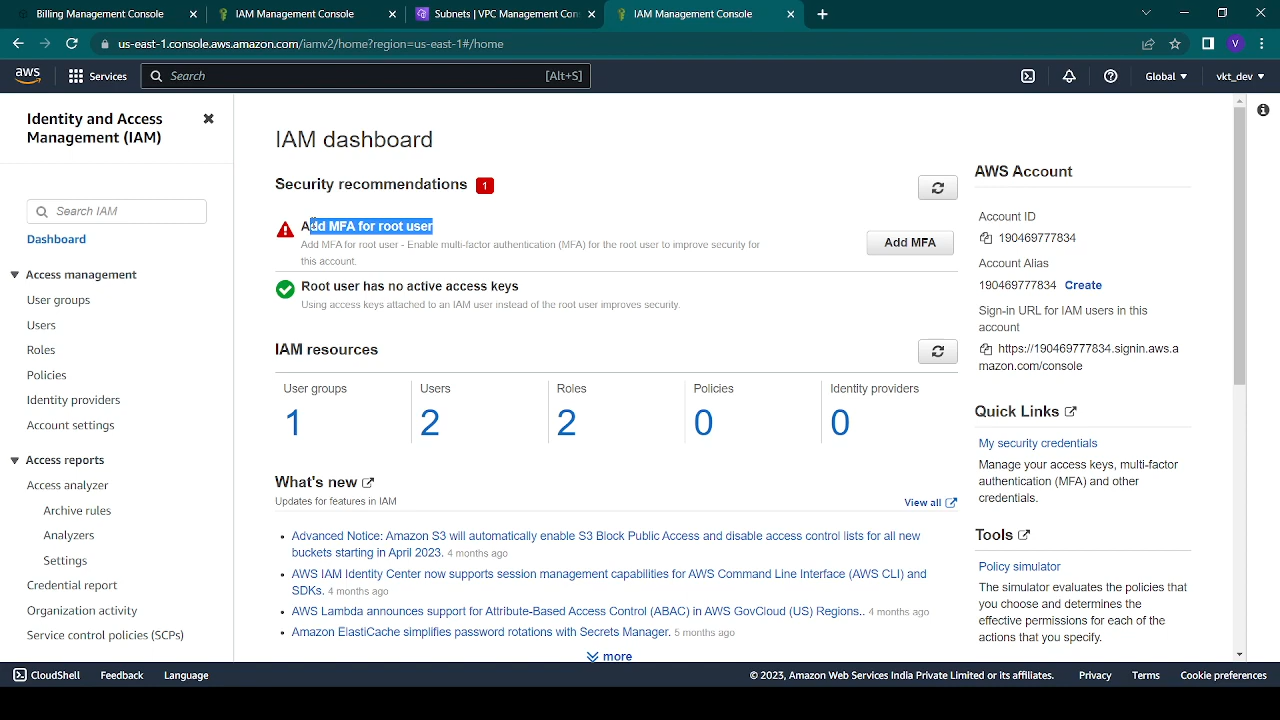 Billing Management Console
IAM Management Console
Subnets | VPC Management Con
IAM Management Console
us-east-1.console.aws.amazon.com/iamv2/home?region=us-east-1#/home
V
aws
Services
Search
[Alt+S]
Global
vkt_dev
Identity and Access
Management (IAM)
Search IAM
Dashboard
Access management
User groups
Users
Roles
Policies
Identity providers
Account settings
Access reports
Access analyzer
Archive rules
Analyzers
Settings
Credential report
Organization activity
Service control policies (SCPs)
IAM dashboard
Security recommendations 1
Add MFA for root user
Add MFA for root user - Enable multi-factor authentication (MFA) for the root user to improve security for
this account.
Add MFA
Root user has no active access keys
Using access keys attached to an IAM user instead of the root user improves security.
IAM resources
User groups
1
Users
2
Roles
2
Policies
0
Identity providers
0
What's new
Updates for features in IAM
View all
Advanced Notice: Amazon S3 will automatically enable S3 Block Public Access and disable access control lists for all new
buckets starting in April 2023. 4 months ago
AWS IAM Identity Center now supports session management capabilities for AWS Command Line Interface (AWS CLI) and
SDKs. 4 months ago
AWS Lambda announces support for Attribute-Based Access Control (ABAC) in AWS GovCloud (US) Regions.. 4 months ago
Amazon ElastiCache simplifies password rotations with Secrets Manager. 5 months ago
more
AWS Account
Account ID
190469777834
Account Alias
190469777834 Create
Sign-in URL for IAM users in this
account
https://190469777834.signin.aws.a
mazon.com/console
Quick Links
My security credentials
Manage your access keys, multi-factor
authentication (MFA) and other
credentials.
Tools
Policy simulator
The simulator evaluates the policies that
you choose and determines the
effective permissions for each of the
actions that you specify.
CloudShell
Feedback
Language
© 2023, Amazon Web Services India Private Limited or its affiliates.
Privacy
Terms
Cookie preferences